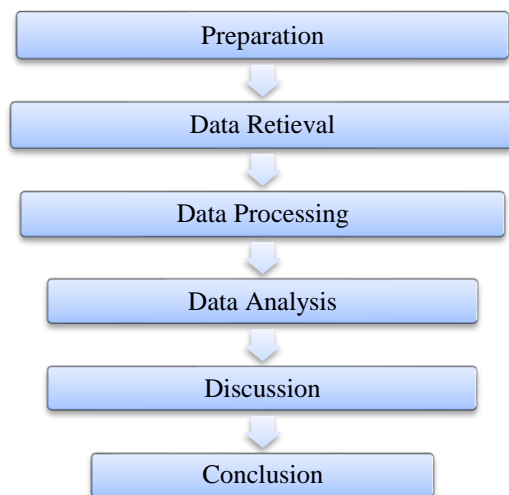 Preparation
Data Retieval
Data Processing
Data Analysis
Discussion
Conclusion